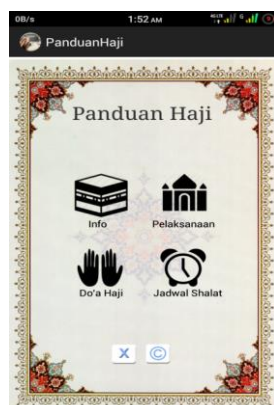 0B/s 1:52 AM
PanduanHaji
Panduan Haji
Info Pelaksanaan
Do'a Haji Jadwal Shalat
X ©